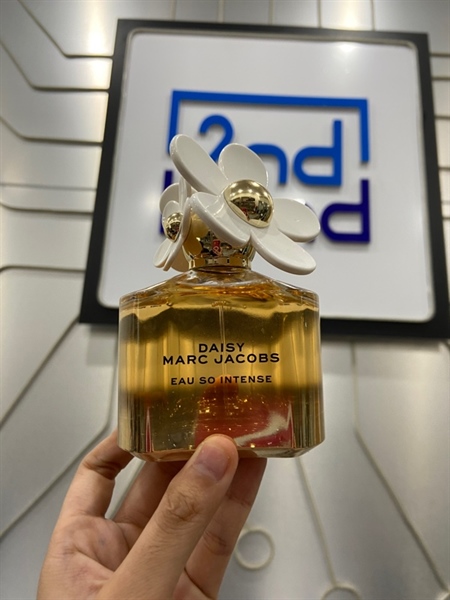 2nd
DAISY
MARC JACOBS
EAU SO INTENSE